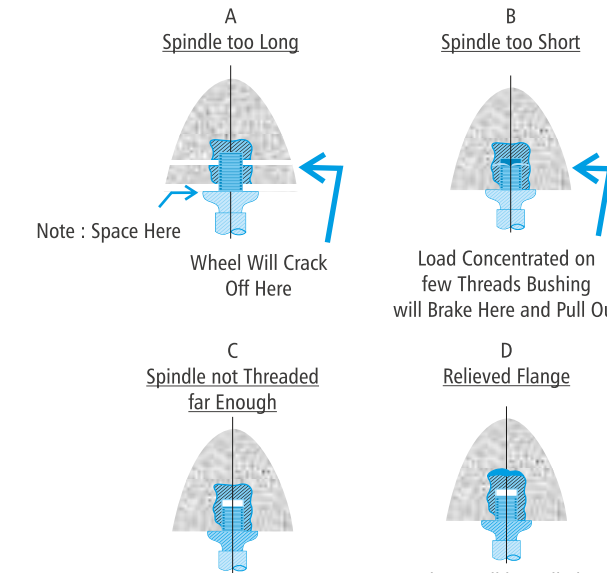 A
Spindle too Long
B
Spindle too Short
Note : Space Here
Wheel Will Crack
Off Here
Load Concentrated on
few Threads Bushing
will Brake Here and Pull
C
Spindle not Threaded
far Enough
D
Relieved Flange